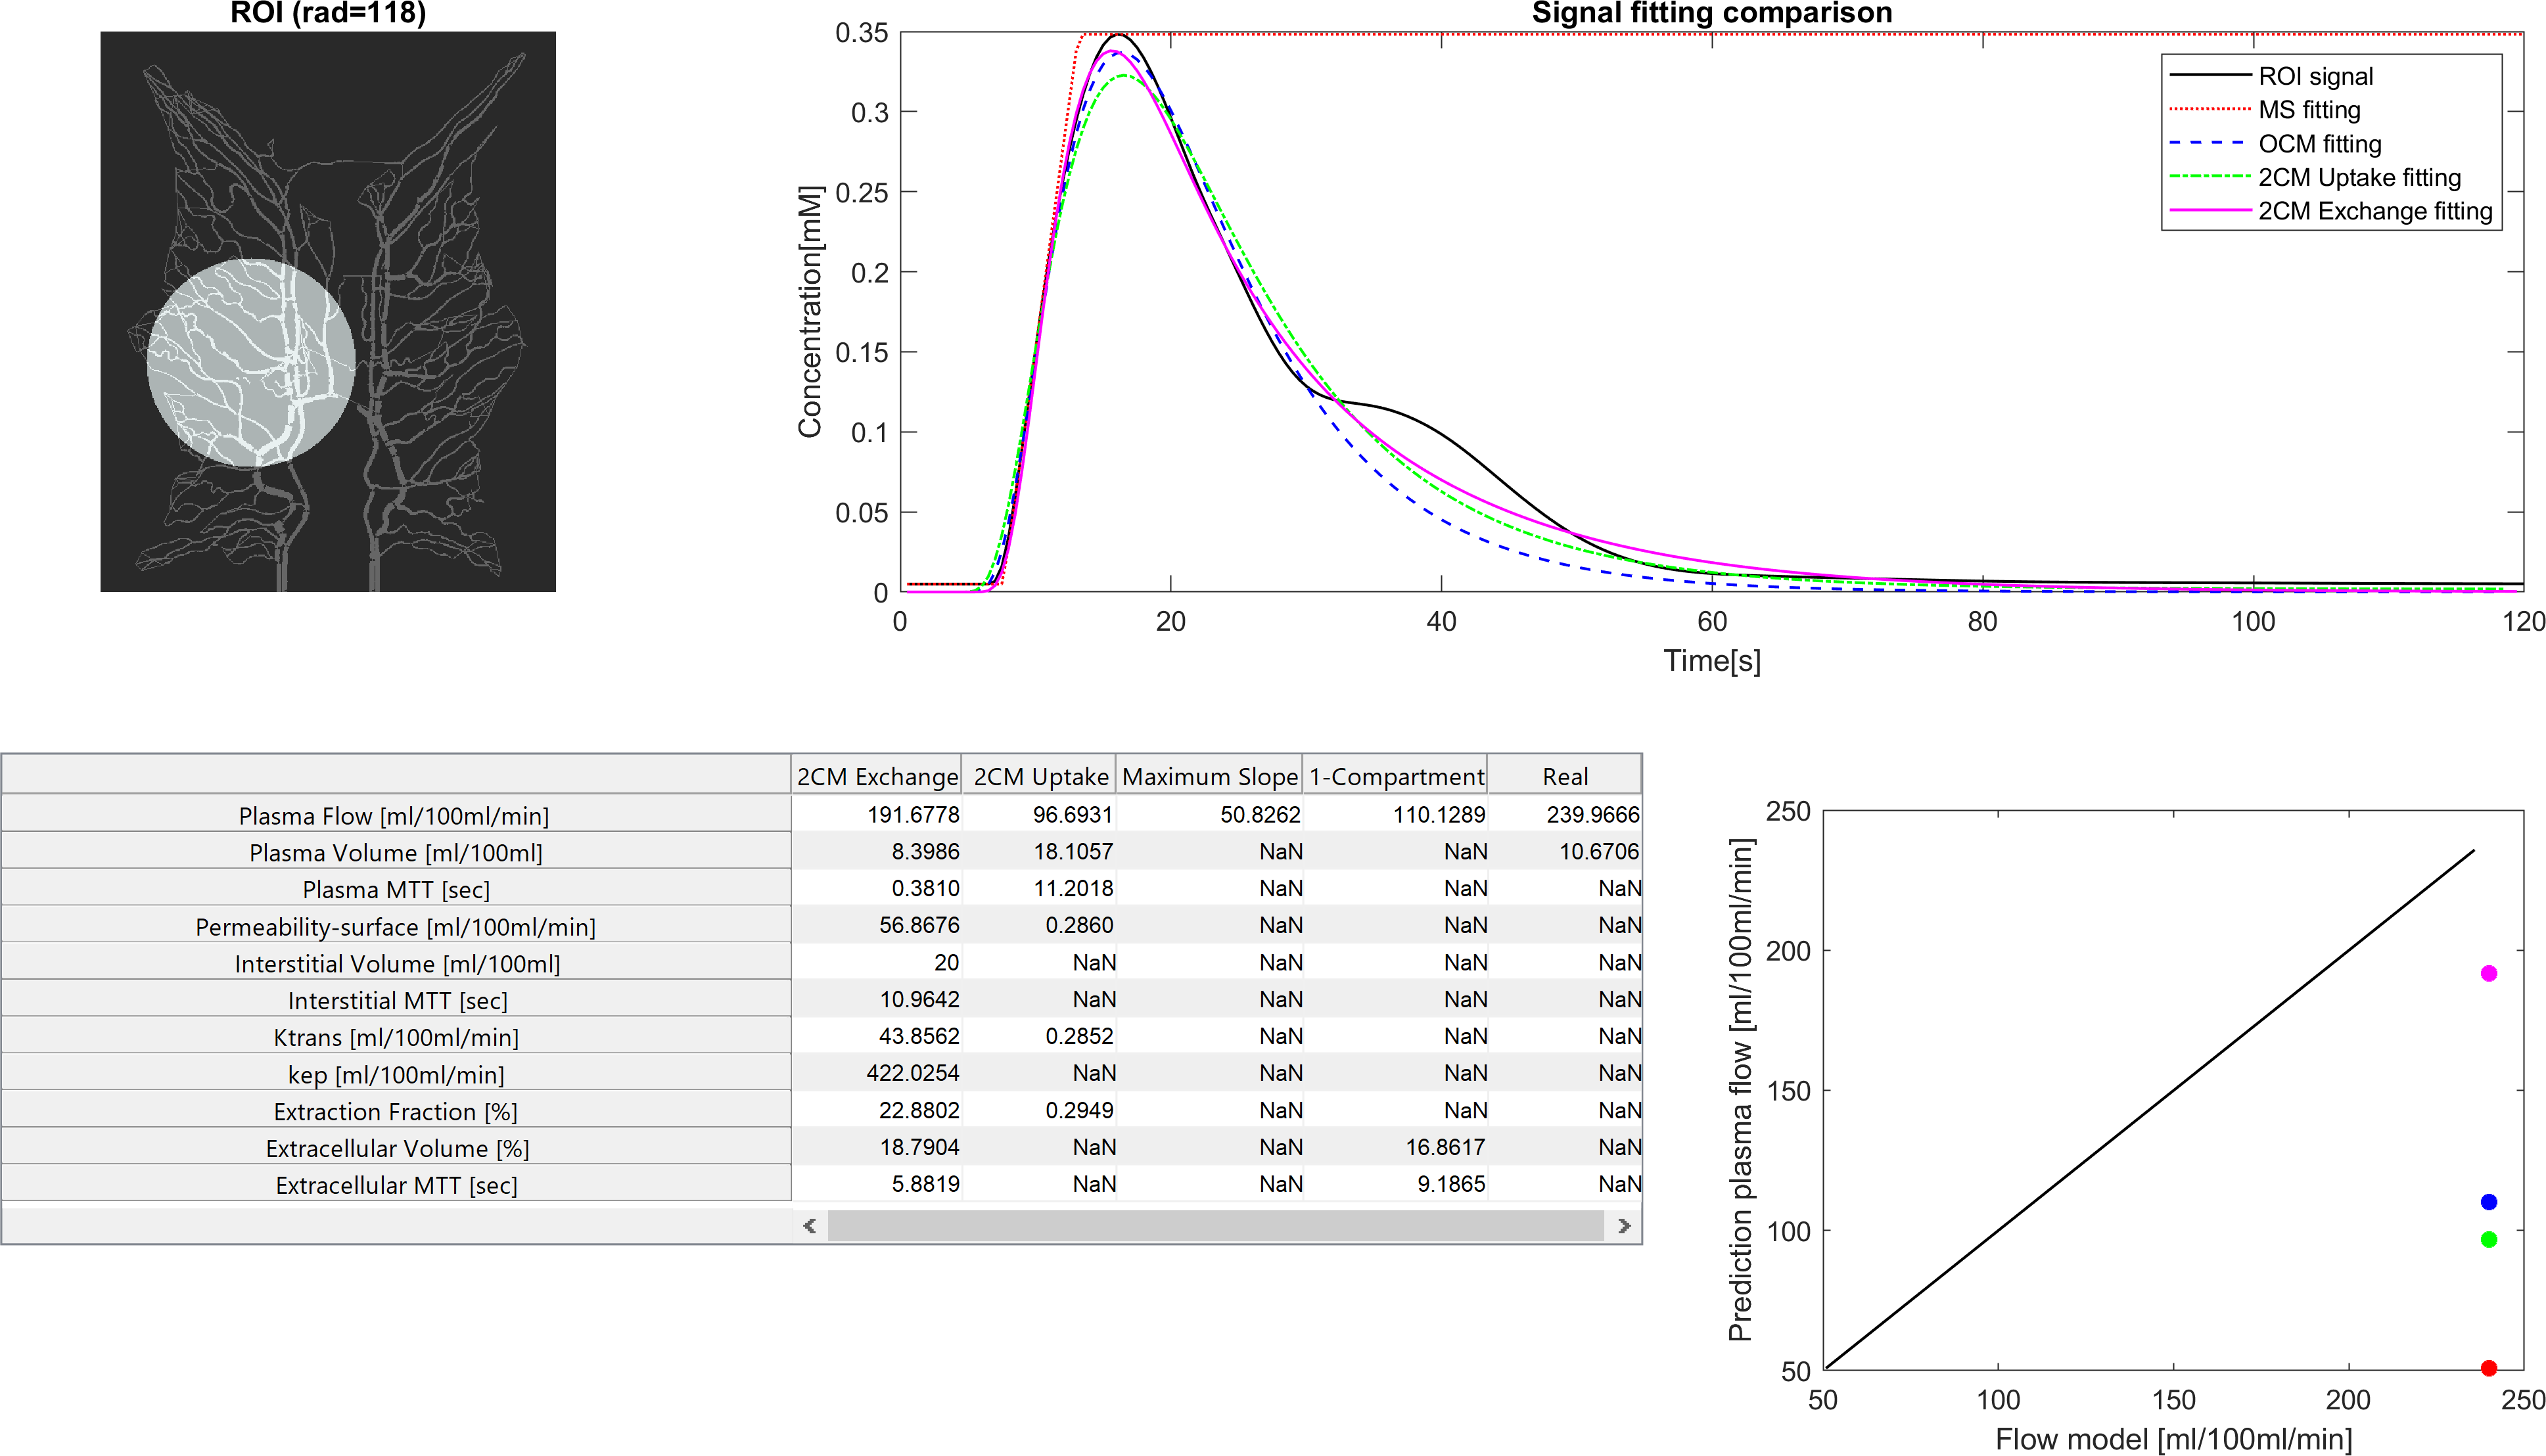 ROI (rad=118)
Signal fitting comparison
0.35
0.3
0.25
0.2
0.15
0.1
0.05
0
Concentration[mM]
0 20 40 60 80 100 120
Time[s]
ROI signal
MS fitting
OCM fitting
2CM Uptake fitting
2CM Exchange fitting
2CM Exchange 2CM Uptake Maximum Slope 1-Compartment Real
Plasma Flow [ml/100ml/min] 191.6778 96.6931 50.8262 110.1289 239.9666
Plasma Volume [ml/100ml] 8.3986 18.1057 NaN NaN 10.6706
Plasma MTT [sec] 0.3810 11.2018 NaN NaN NaN
Permeability-surface [ml/100ml/min] 56.8676 0.2860 NaN NaN NaN
Interstitial Volume [ml/100ml] 20 NaN NaN NaN NaN
Interstitial MTT [sec] 10.9642 NaN NaN NaN NaN
Ktrans [ml/100ml/min] 43.8562 0.2852 NaN NaN NaN
kep [ml/100ml/min] 422.0254 NaN NaN NaN NaN
Extraction Fraction [%] 22.8802 0.2949 NaN NaN NaN
Extracellular Volume [%] 18.7904 NaN NaN 16.8617 NaN
Extracellular MTT [sec] 5.8819 NaN NaN 9.1865 NaN
250
200
150
100
50
Prediction plasma flow [ml/100ml/min]
50 100 150 200 250
Flow model [ml/100ml/min]